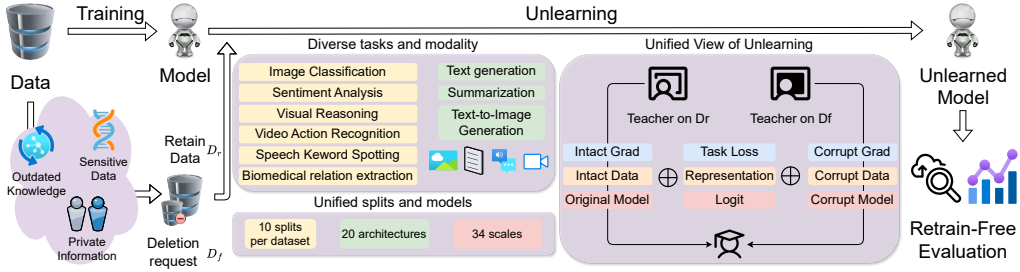 Training
Unlearning
Data
Model
Unlearned
Model
Outdated
Knowledge
Sensitive
Data
Private
Information
Retain
Data
D_r
Deletion
request
D_f
Diverse tasks and modality
Image Classification
Sentiment Analysis
Visual Reasoning
Video Action Recognition
Speech Keword Spotting
Biomedical relation extraction
Text generation
Summarization
Text-to-Image
Generation
Unified splits and models
10 splits
per dataset
20 architectures
34 scales
Unified View of Unlearning
Teacher on Dr
Teacher on Df
Intact Grad
Task Loss
Corrupt Grad
Intact Data
Representation
Corrupt Data
Original Model
Logit
Corrupt Model
Retrain-Free
Evaluation